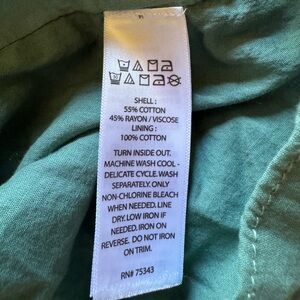 SHELL :
55% COTTON
45% RAYON / VISCOSE
LINING :
100% COTTON
TURN INSIDE OUT.
MACHINE WASH COOL -
DELICATE CYCLE. WASH
SEPARATELY. ONLY
NON-CHLORINE BLEACH
WHEN NEEDED. LINE
DRY. LOW IRON IF
NEEDED. IRON ON
REVERSE. DO NOT IRON
ON TRIM.
RN# 75343